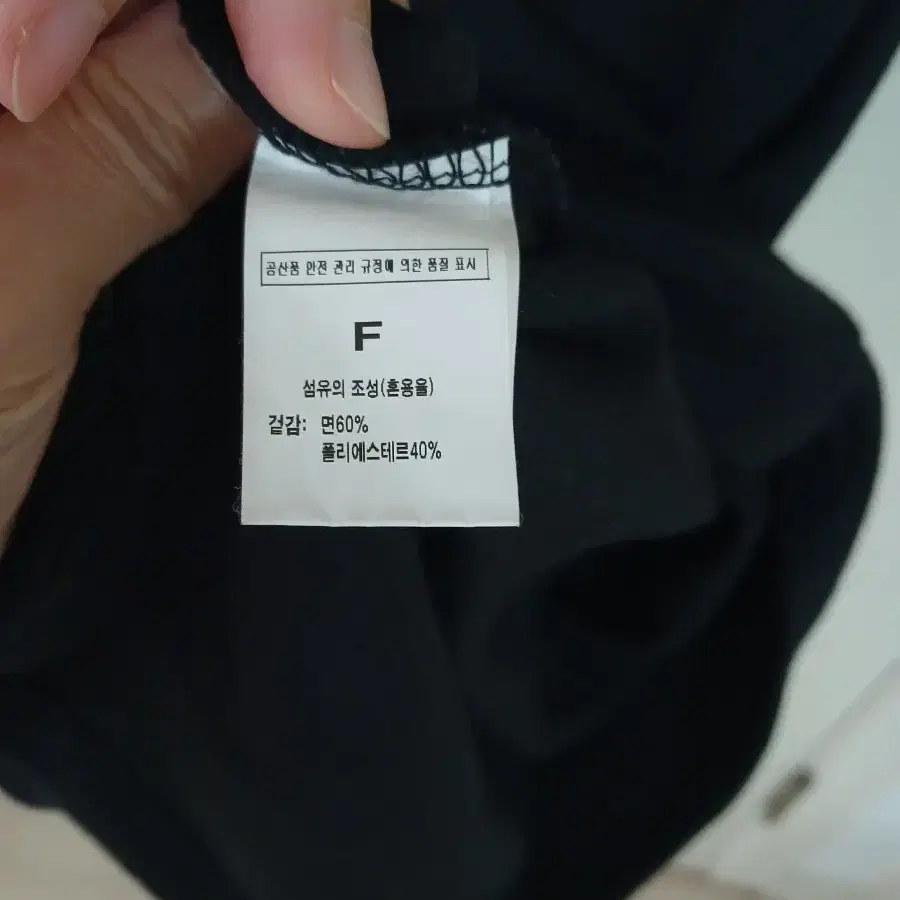 공산품 안전 관리 규정에 의한 품질 표시
F
섬유의 조성(혼용율)
겉감: 면60%
폴리에스테르40%